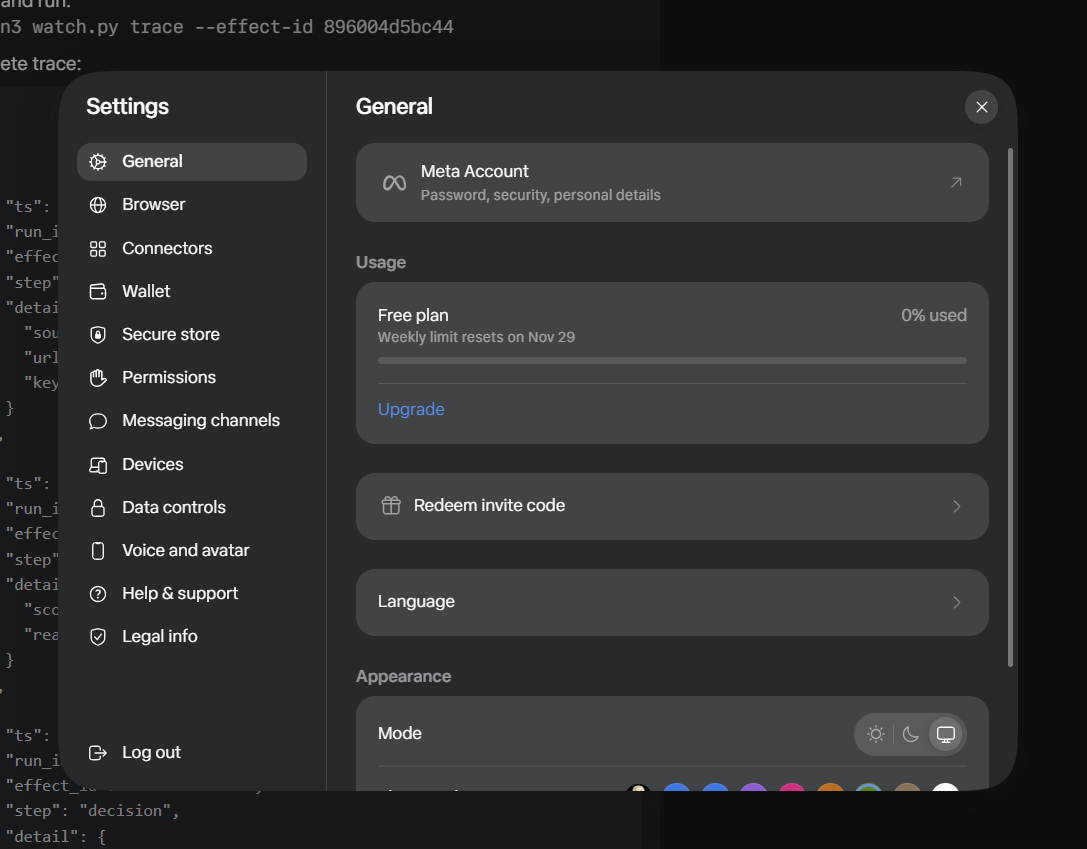 and run:
n3 watch.py trace --effect-id 896004d5bc44
ete trace:
Settings
General
Browser
Connectors
Wallet
Secure store
Permissions
Messaging channels
Devices
Data controls
Voice and avatar
Help & support
Legal info
Log out
General
Meta Account
Password, security, personal details
Usage
Free plan
0% used
Weekly limit resets on Nov 29
Upgrade
Redeem invite code
Language
Appearance
Mode
"ts":
"run_i
"effec
"step"
"detai
"sou
"url
"key
}
,
"ts":
"run_i
"effec
"step"
"detai
"sco
"rea
}
,
"ts":
"run_i
"effect_
"step": "decision",
"detail": {